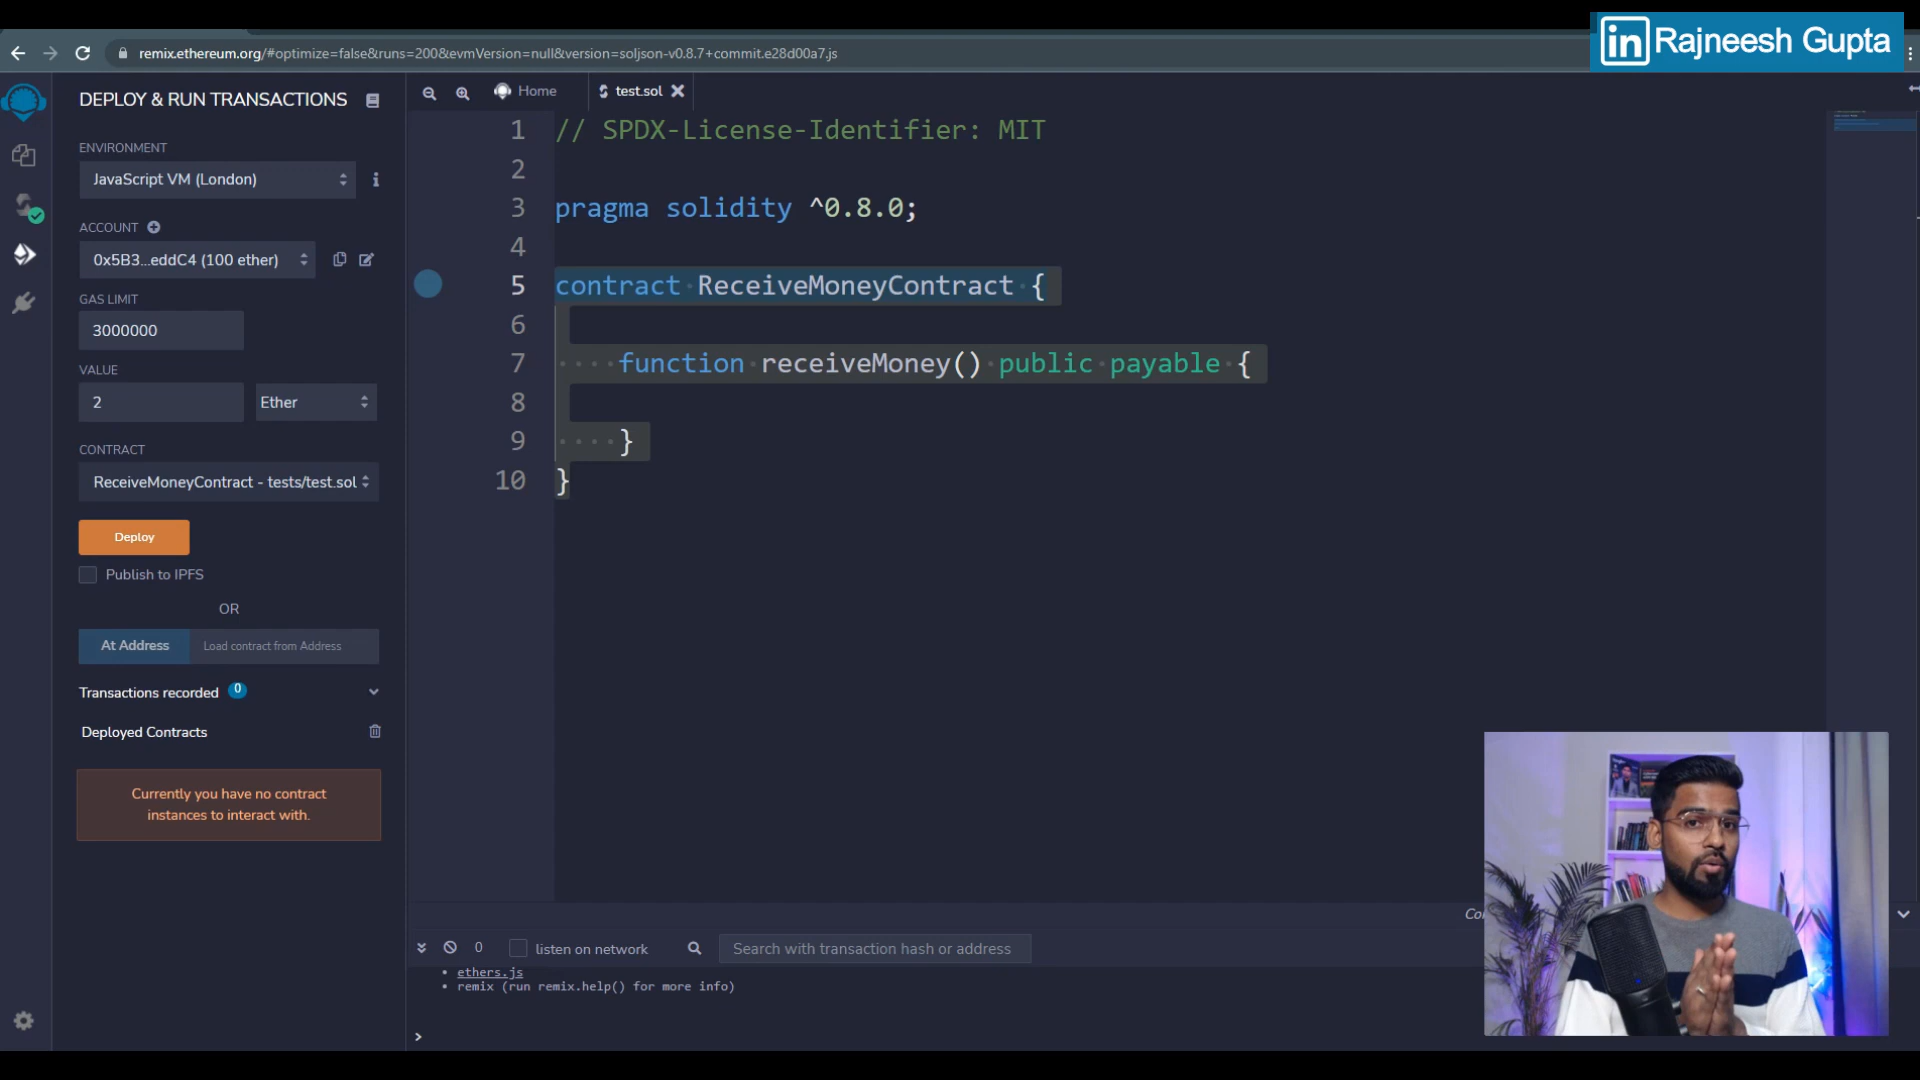 in Rajneesh Gupta
remix.ethereum.org/#optimize=false&runs=200&evmVersion=null&version=soljson-v0.8.7+commit.e28d00a7.js
DEPLOY & RUN TRANSACTIONS
ENVIRONMENT
JavaScript VM (London)
ACCOUNT
0x5B3...eddC4 (100 ether)
GAS LIMIT
3000000
VALUE
2
Ether
CONTRACT
ReceiveMoneyContract - tests/test.sol
Deploy
Publish to IPFS
OR
At Address
Load contract from Address
Transactions recorded 0
Deployed Contracts
Currently you have no contract
instances to interact with.
Home
test.sol
1 // SPDX-License-Identifier: MIT
2
3 pragma solidity ^0.8.0;
4
5 contract ReceiveMoneyContract {
6
7 function receiveMoney() public payable {
8
9 }
10 }
0
listen on network
Search with transaction hash or address
• ethers.js
• remix (run remix.help() for more info)
>